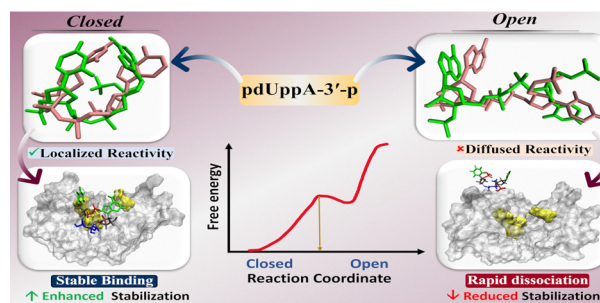 Closed
Open
pdUppA-3′-p
✓Localized Reactivity
×Diffused Reactivity
Free energy
Closed
Open
Reaction Coordinate
Stable Binding
↑ Enhanced Stabilization
Rapid dissociation
↓ Reduced Stabilization